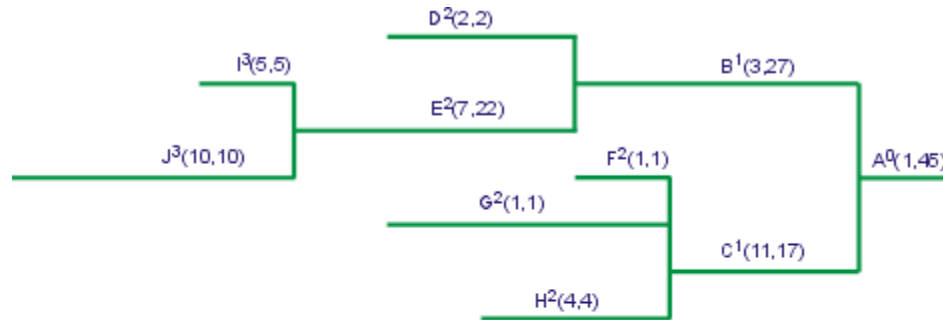 D²(2,2)
I³(5,5)
B¹(3,27)
E²(7,22)
J³(10,10)
F²(1,1)
A⁰(1,45)
G²(1,1)
C¹(11,17)
H²(4,4)